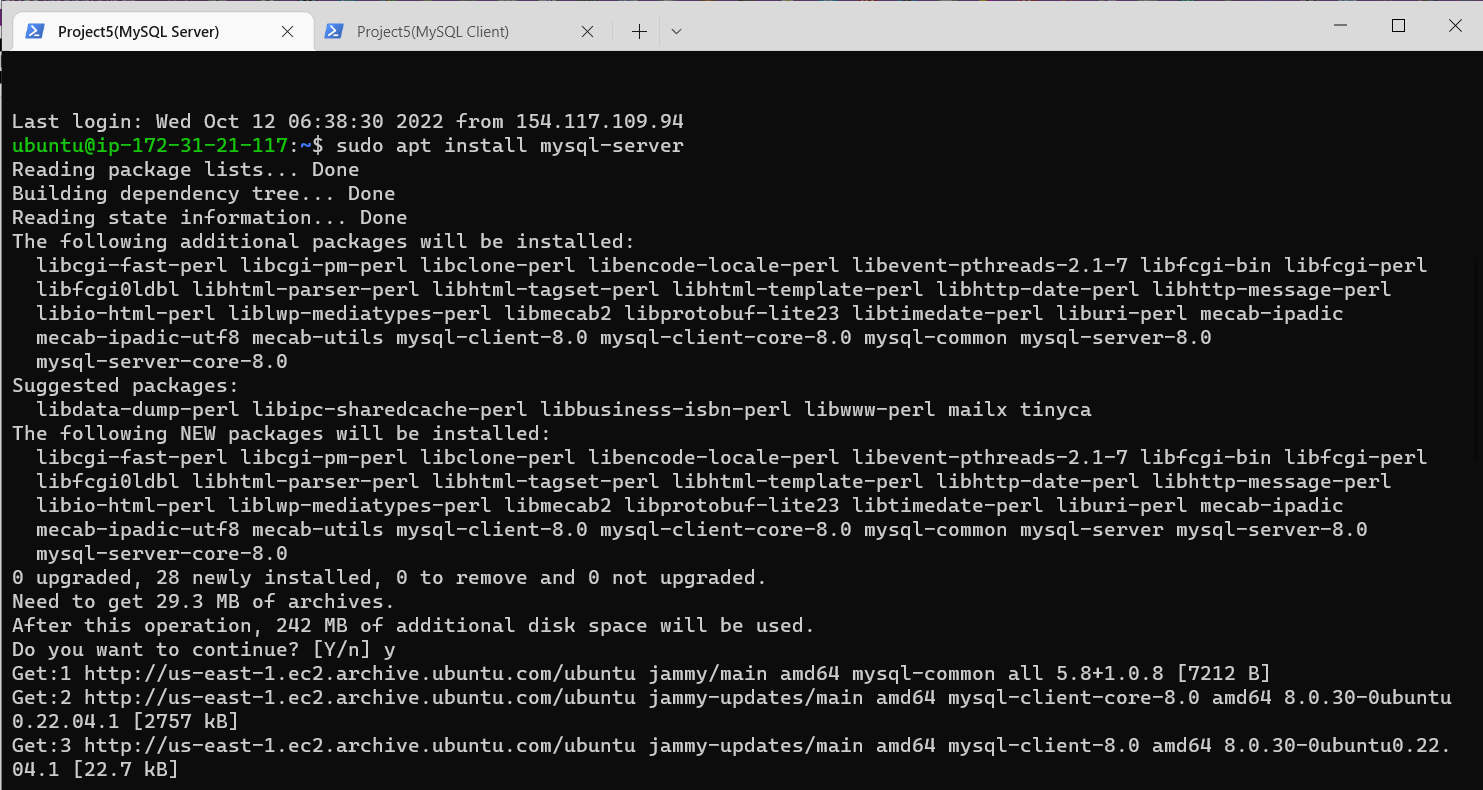 Project5(MySQL Server)
Project5(MySQL Client)
Last login: Wed Oct 12 06:38:30 2022 from 154.117.109.94
ubuntu@ip-172-31-21-117:~$ sudo apt install mysql-server
Reading package lists... Done
Building dependency tree... Done
Reading state information... Done
The following additional packages will be installed:
  libcgi-fast-perl libcgi-pm-perl libclone-perl libencode-locale-perl libevent-pthreads-2.1-7 libfcgi-bin libfcgi-perl
  libfcgi0ldbl libhtml-parser-perl libhtml-tagset-perl libhtml-template-perl libhttp-date-perl libhttp-message-perl
  libio-html-perl liblwp-mediatypes-perl libmecab2 libprotobuf-lite23 libtimedate-perl liburi-perl mecab-ipadic
  mecab-ipadic-utf8 mecab-utils mysql-client-8.0 mysql-client-core-8.0 mysql-common mysql-server-8.0
  mysql-server-core-8.0
Suggested packages:
  libdata-dump-perl libipc-sharedcache-perl libbusiness-isbn-perl libwww-perl mailx tinyca
The following NEW packages will be installed:
  libcgi-fast-perl libcgi-pm-perl libclone-perl libencode-locale-perl libevent-pthreads-2.1-7 libfcgi-bin libfcgi-perl
  libfcgi0ldbl libhtml-parser-perl libhtml-tagset-perl libhtml-template-perl libhttp-date-perl libhttp-message-perl
  libio-html-perl liblwp-mediatypes-perl libmecab2 libprotobuf-lite23 libtimedate-perl liburi-perl mecab-ipadic
  mecab-ipadic-utf8 mecab-utils mysql-client-8.0 mysql-client-core-8.0 mysql-common mysql-server mysql-server-8.0
  mysql-server-core-8.0
0 upgraded, 28 newly installed, 0 to remove and 0 not upgraded.
Need to get 29.3 MB of archives.
After this operation, 242 MB of additional disk space will be used.
Do you want to continue? [Y/n] y
Get:1 http://us-east-1.ec2.archive.ubuntu.com/ubuntu jammy/main amd64 mysql-common all 5.8+1.0.8 [7212 B]
Get:2 http://us-east-1.ec2.archive.ubuntu.com/ubuntu jammy-updates/main amd64 mysql-client-core-8.0 amd64 8.0.30-0ubuntu
0.22.04.1 [2757 kB]
Get:3 http://us-east-1.ec2.archive.ubuntu.com/ubuntu jammy-updates/main amd64 mysql-client-8.0 amd64 8.0.30-0ubuntu0.22.
04.1 [22.7 kB]